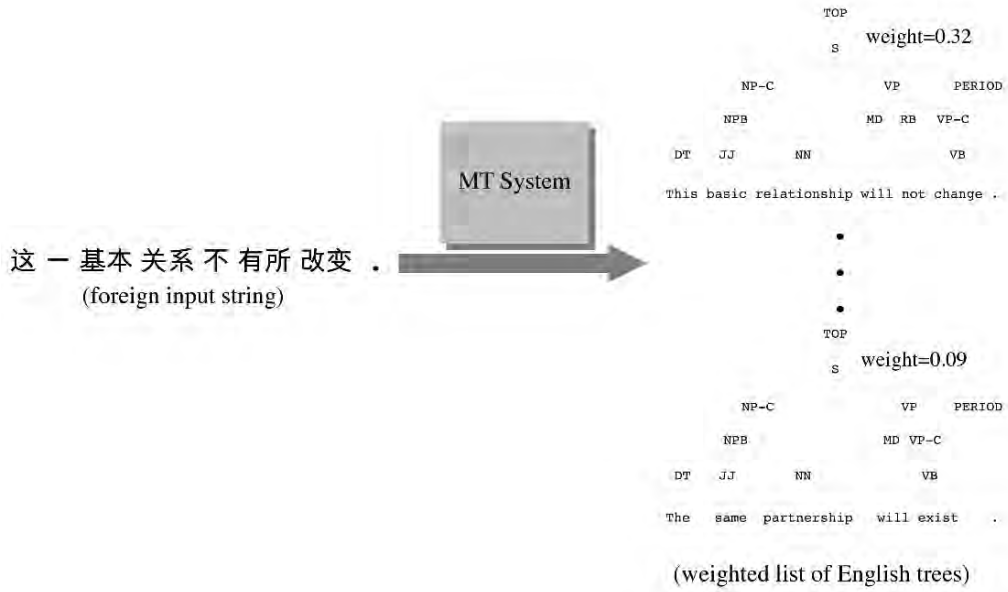 TOP
S weight=0.32
NP-C VP PERIOD
NPB MD RB VP-C
DT JJ NN VB
This basic relationship will not change .
MT System
这 一 基本 关系 不 有所 改变 .
(foreign input string)
TOP
S weight=0.09
NP-C VP PERIOD
NPB MD VP-C
DT JJ NN VB
The same partnership will exist .
(weighted list of English trees)